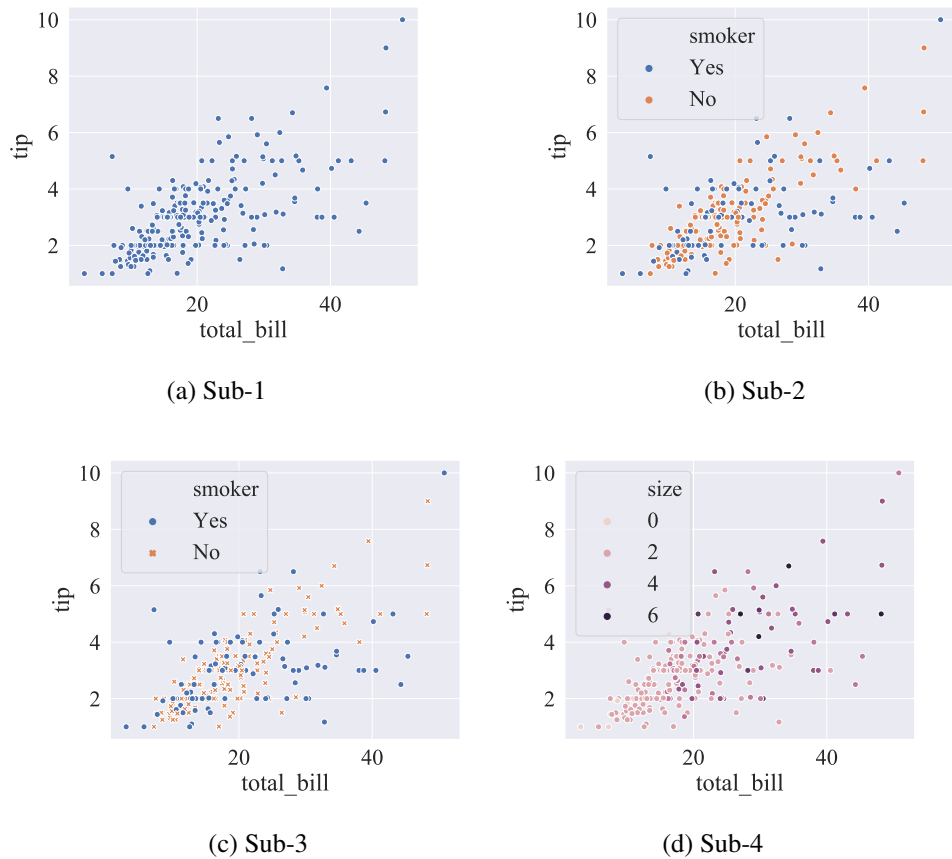 10
8
6
4
2
tip
20
40
total_bill
(a) Sub-1
10
8
6
4
2
tip
smoker
Yes
No
20
40
total_bill
(b) Sub-2
10
8
6
4
2
tip
smoker
Yes
No
20
40
total_bill
(c) Sub-3
10
8
6
4
2
tip
size
0
2
4
6
20
40
total_bill
(d) Sub-4